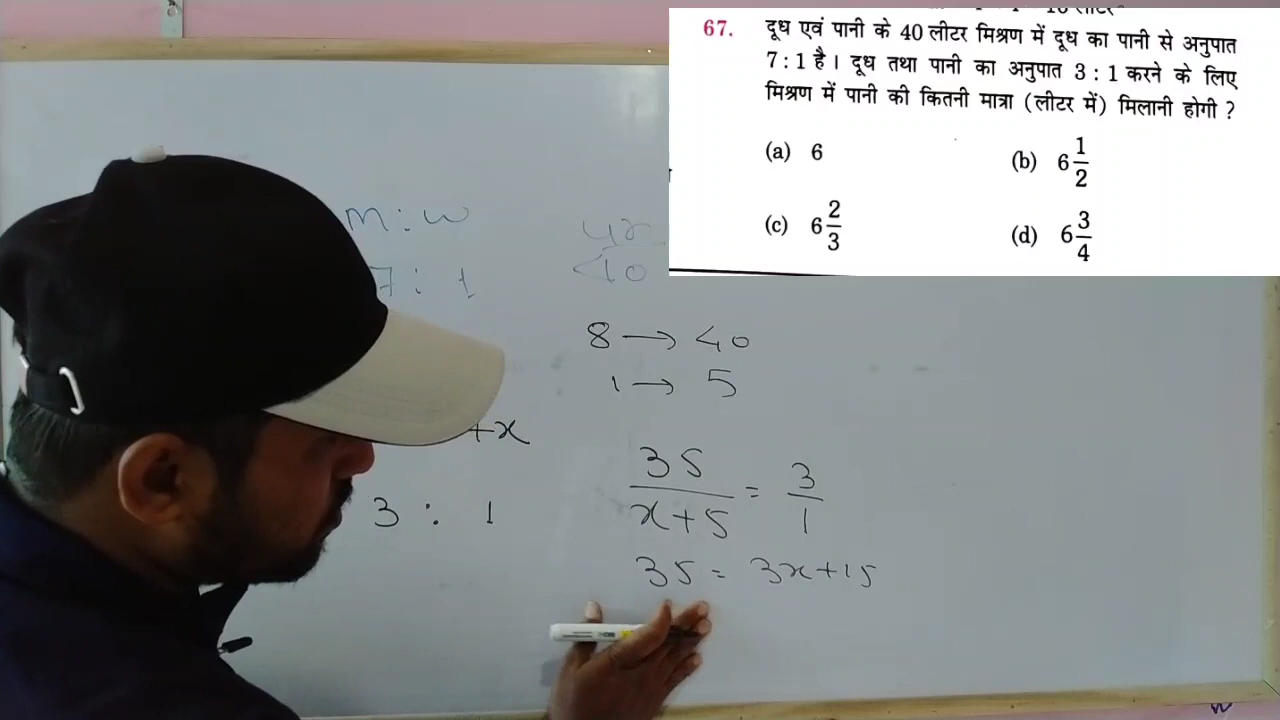 67. दूध एवं पानी के 40 लीटर मिश्रण में दूध का पानी से अनुपात
7 : 1 है। दूध तथा पानी का अनुपात 3 : 1 करने के लिए
मिश्रण में पानी की कितनी मात्रा (लीटर में) मिलानी होगी ?
(a) 6
(b) 6 1/2
(c) 6 2/3
(d) 6 3/4
M : W
7 : 1
+x
3 : 1
40
8 → 40
1 → 5
35/x+5 = 3/1
35 = 3x+15